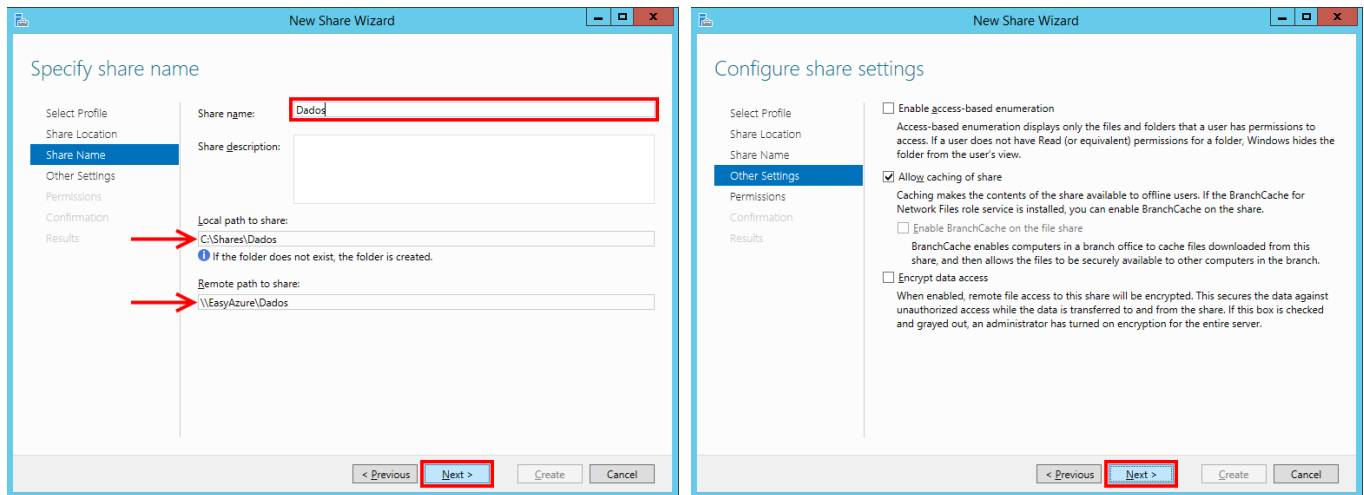 New Share Wizard
Specify share name
Select Profile
Share Location
Share Name
Other Settings
Permissions
Confirmation
Results
Share name:
Dados
Share description:
Local path to share:
C:\Shares\Dados
If the folder does not exist, the folder is created.
Remote path to share:
\\EasyAzure\Dados
< Previous
Next >
Create
Cancel
New Share Wizard
Configure share settings
Select Profile
Share Location
Share Name
Other Settings
Permissions
Confirmation
Results
Enable access-based enumeration
Access-based enumeration displays only the files and folders that a user has permissions to
access. If a user does not have Read (or equivalent) permissions for a folder, Windows hides the
folder from the user's view.
Allow caching of share
Caching makes the contents of the share available to offline users. If the BranchCache for
Network Files role service is installed, you can enable BranchCache on the share.
Enable BranchCache on the file share
BranchCache enables computers in a branch office to cache files downloaded from this
share, and then allows the files to be securely available to other computers in the branch.
Encrypt data access
When enabled, remote file access to this share will be encrypted. This secures the data against
unauthorized access while the data is transferred to and from the share. If this box is checked
and grayed out, an administrator has turned on encryption for the entire server.
< Previous
Next >
Create
Cancel